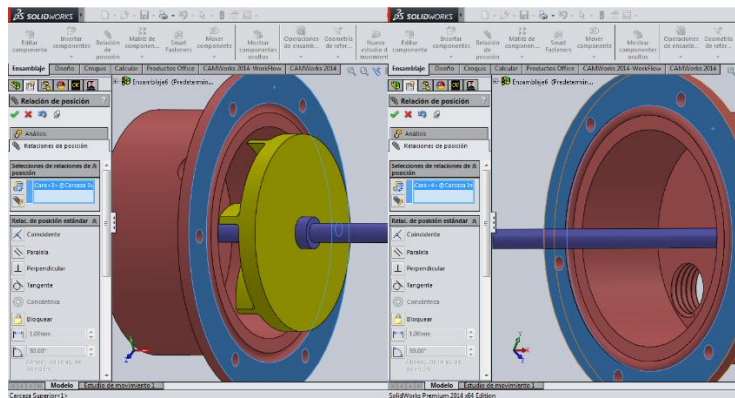 SOLIDWORKS
Editar componente
Insertar componentes
Relación de posición
Matriz de componen...
Smart Fasteners
Mover componente
Mostrar componentes ocultos
Operaciones de ensamb...
Geometría de refer...
Nuevo estudio d movimient
Ensamblaje
Diseño
Croquis
Calcular
Productos Office
CAMWorks 2014-WorkFlow
CAMWorks 2014
Ensamblaje6 (Predetermin...
Relación de posición
?
Análisis
Relaciones de posición
Selecciones de relaciones de posición
Relac. de posición estándar
Coincidente
Paralela
Perpendicular
Tangente
Concéntrica
Bloquear
1.00mm
30.00°
Modelo
Estudio de movimiento 1
Carcaza Superior<1>
SOLIDWORKS
Editar componente
Insertar componentes
Relación de posición
Matriz de componen...
Smart Fasteners
Mover componente
Mostrar componentes ocultos
Operaciones de ensamb...
Geometría de refer...
Ensamblaje
Diseño
Croquis
Calcular
Productos Office
CAMWorks 2014-WorkFlow
CAMWorks 2014
Ensamblaje6 (Predetermin...
Relación de posición
?
Análisis
Relaciones de posición
Selecciones de relaciones de posición
Relac. de posición estándar
Coincidente
Paralela
Perpendicular
Tangente
Concéntrica
Bloquear
1.00mm
30.00°
Modelo
Estudio de movimiento 1
SolidWorks Premium 2014 x64 Edition